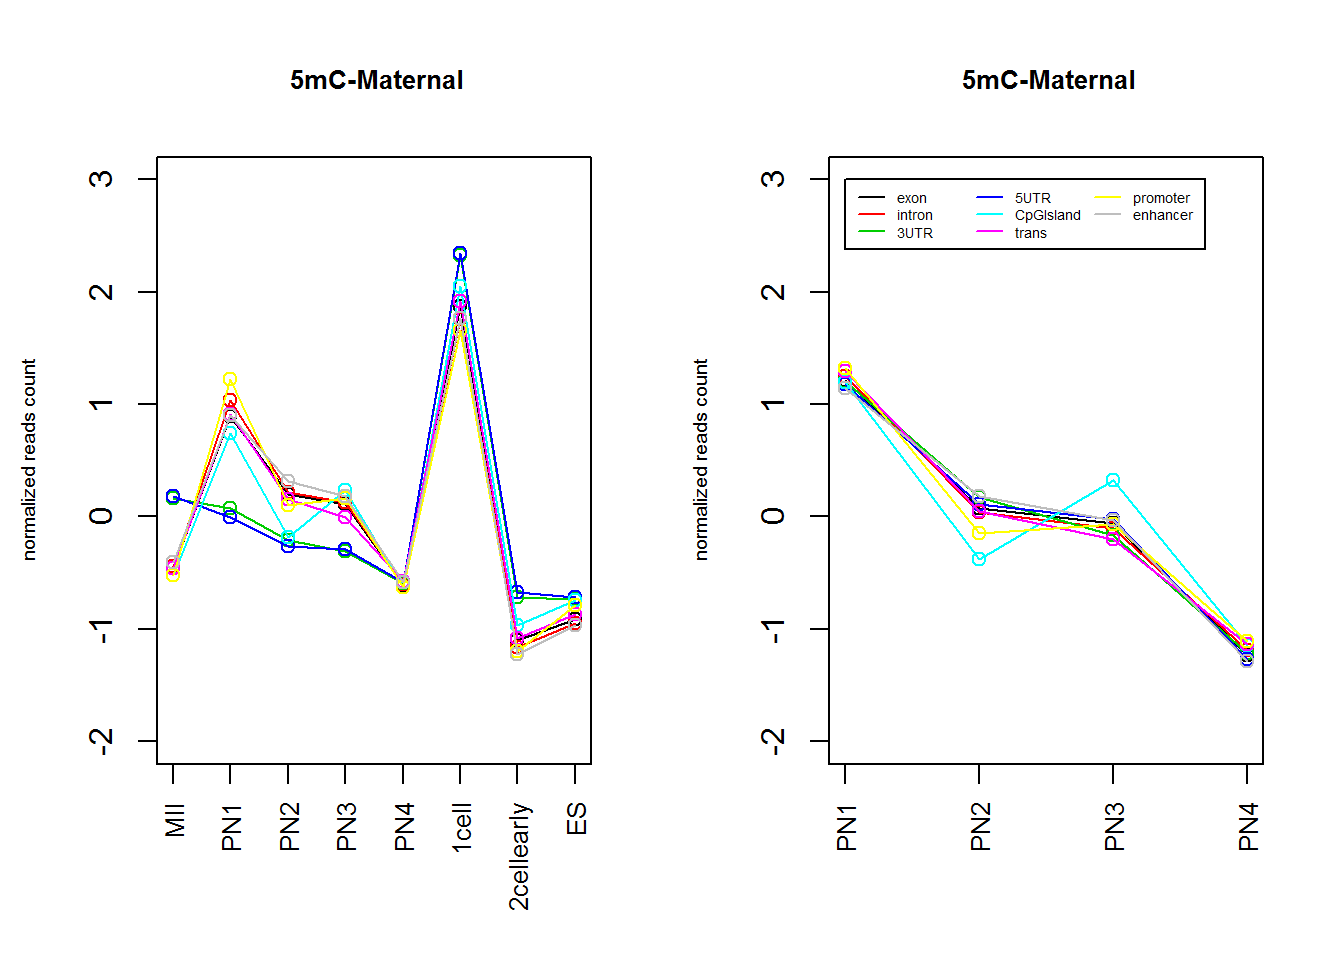 5mC-Maternal
normalized reads count
3
2
1
0
-1
-2
MII
PN1
PN2
PN3
PN4
1cell
2cellearly
ES
5mC-Maternal
normalized reads count
3
2
1
0
-1
-2
exon
intron
3UTR
5UTR
CpGIsland
trans
promoter
enhancer
PN1
PN2
PN3
PN4